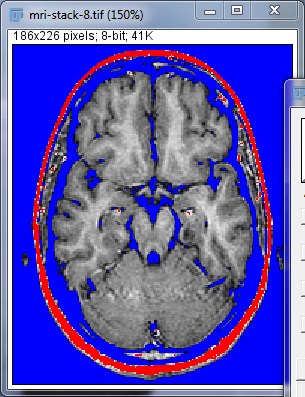 mri-stack-8.tif (150%)
186x226 pixels; 8-bit; 41K